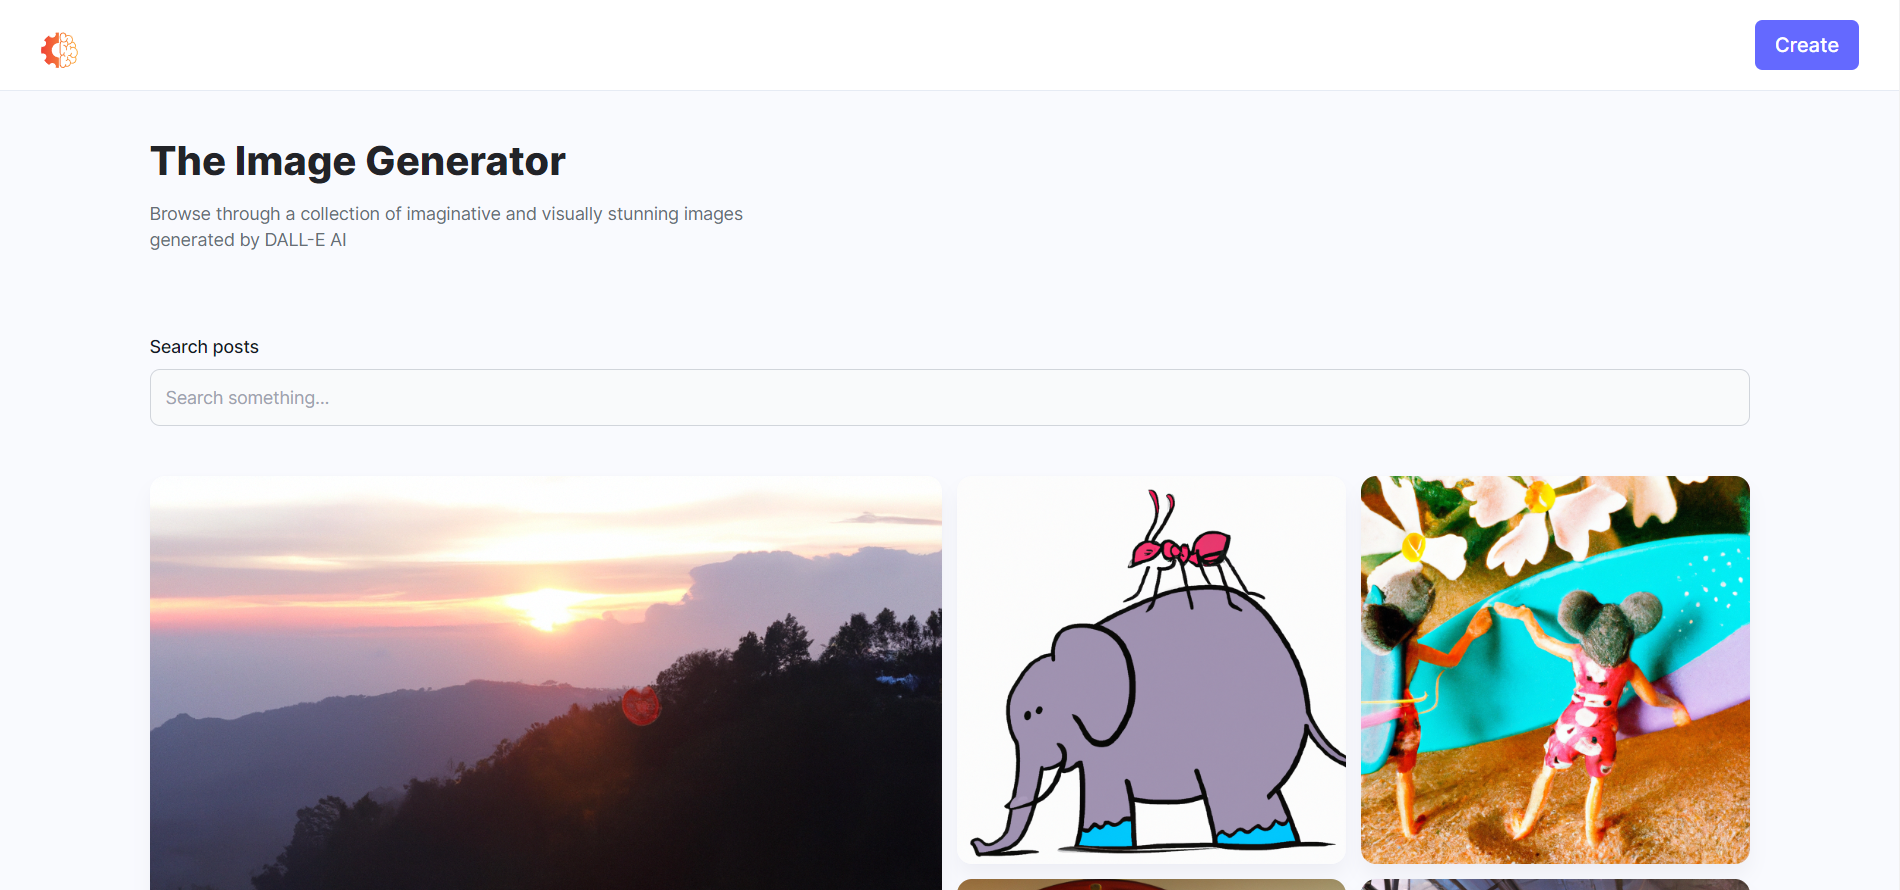 Create
The Image Generator
Browse through a collection of imaginative and visually stunning images
generated by DALL-E AI
Search posts
Search something...